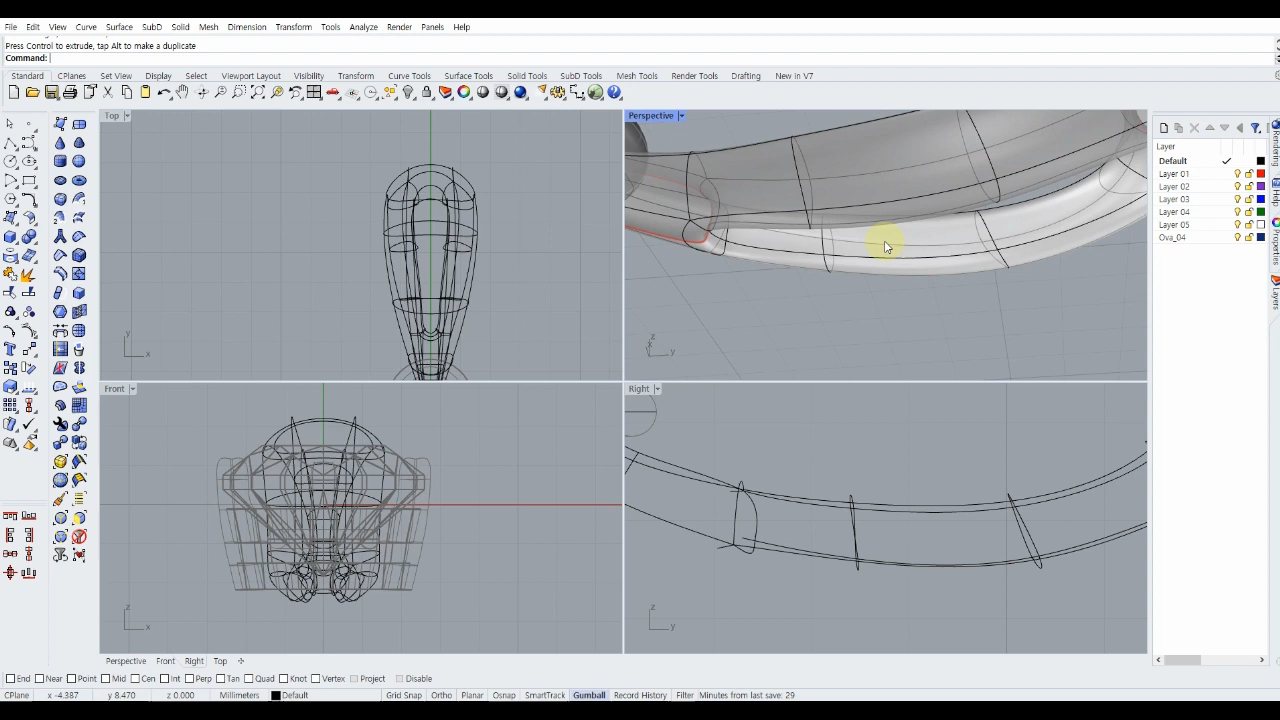 File Edit View Curve Surface SubD Solid Mesh Dimension Transform Tools Analyze Render Panels Help
Press Control to extrude, tap Alt to make a duplicate
Command:
Standard CPlanes Set View Display Select Viewport Layout Visibility Transform Curve Tools Surface Tools Solid Tools SubD Tools Mesh Tools Render Tools Drafting New in V7
Top
Perspective
Layer
Default
Layer 01
Layer 02
Layer 03
Layer 04
Layer 05
Ova_04
Rendering
Help
Properties
Layers
y
x
z
x
y
Front
Right
z
x
z
y
Perspective Front Right Top
End Near Point Mid Cen Int Perp Tan Quad Knot Vertex Project Disable
CPlane x -4.387 y 8.470 z 0.000 Millimeters Default Grid Snap Ortho Planar Osnap SmartTrack Gumball Record History Filter Minutes from last save: 29